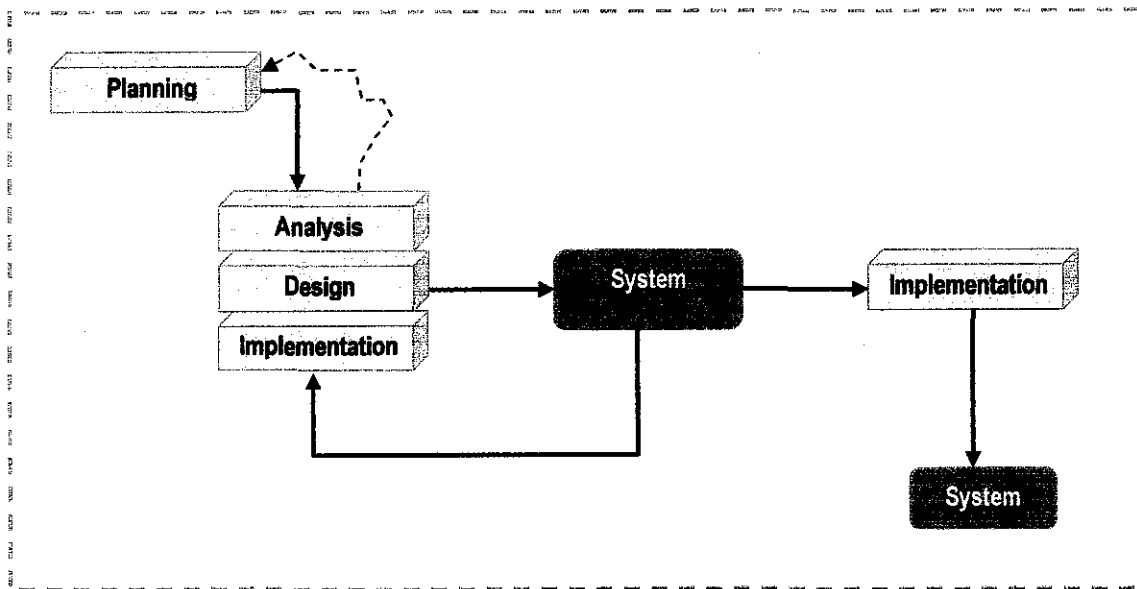 Planning
Analysis
Design
Implementation
System
Implementation
System